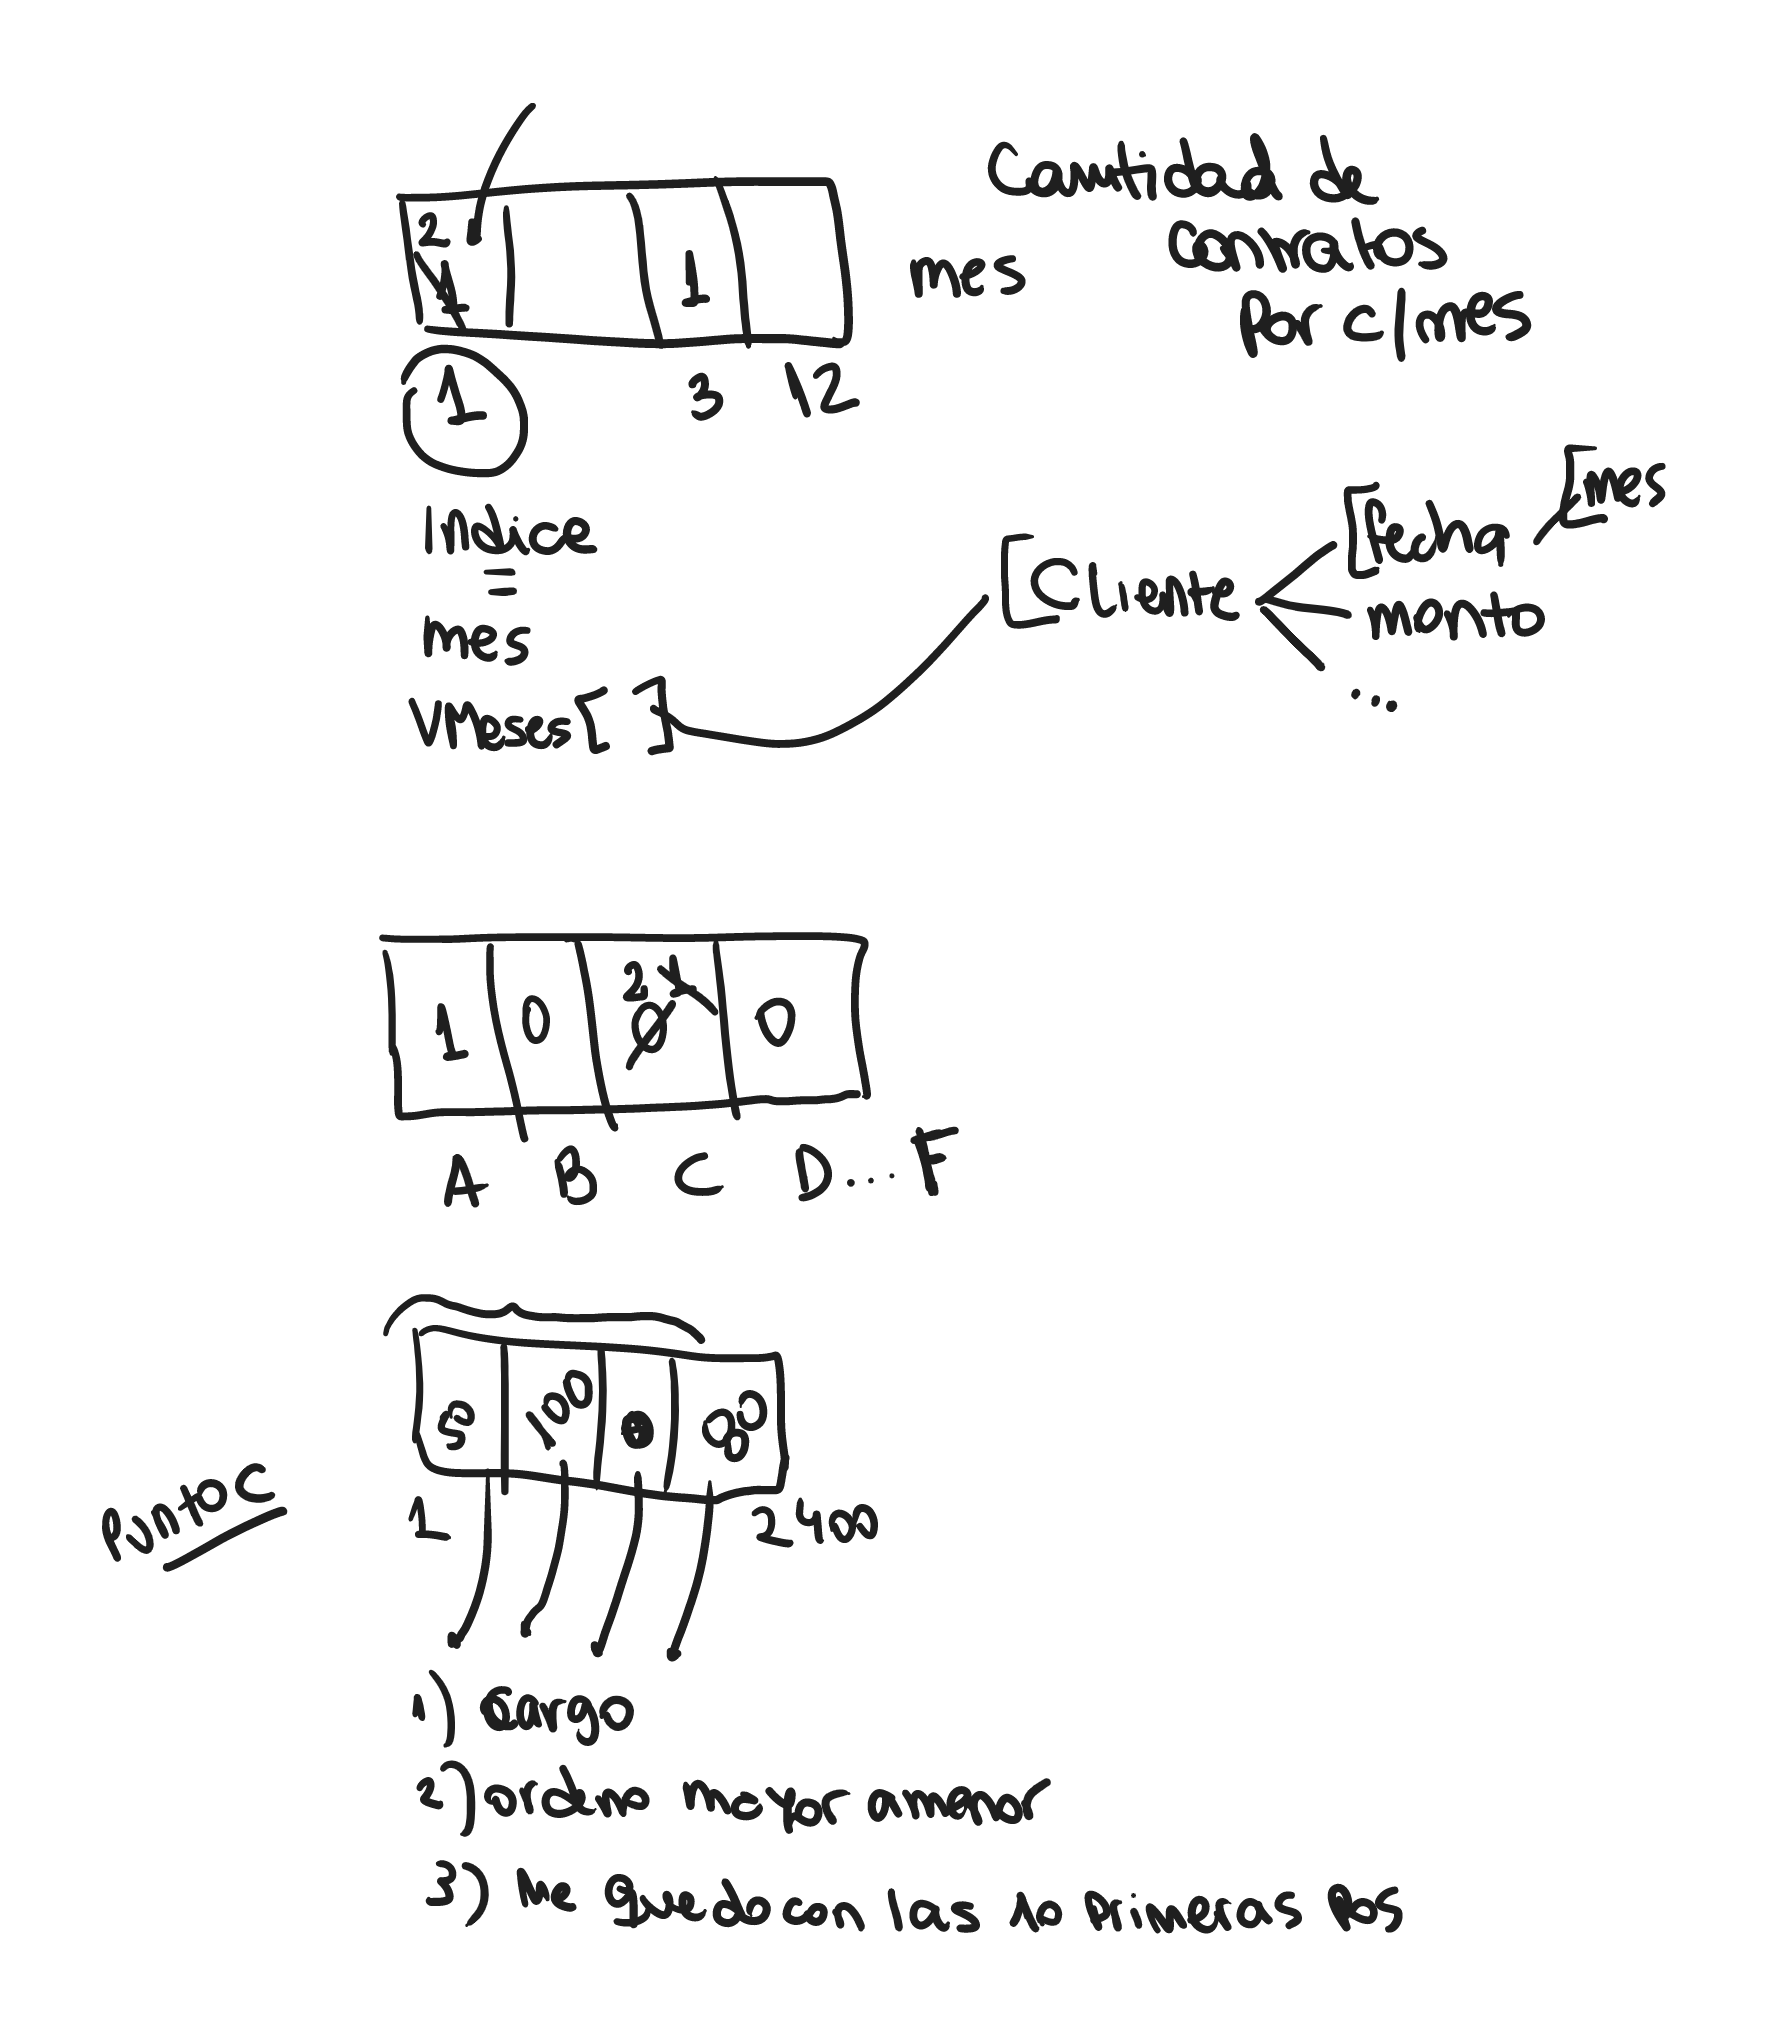 2
1
1
mes
Cantidad de
contratos
por c/mes
1
3
12
Indice
=
mes
VMeses[ ]
[Cliente
[fecha
[mes
monto
...
1
0
2 1
0
0
A B C D... F
50
100
0
80
Punto C
1
2400
1) Cargo
2) ordeno mayor a menor
3) Me quedo con las 10 primeras pos